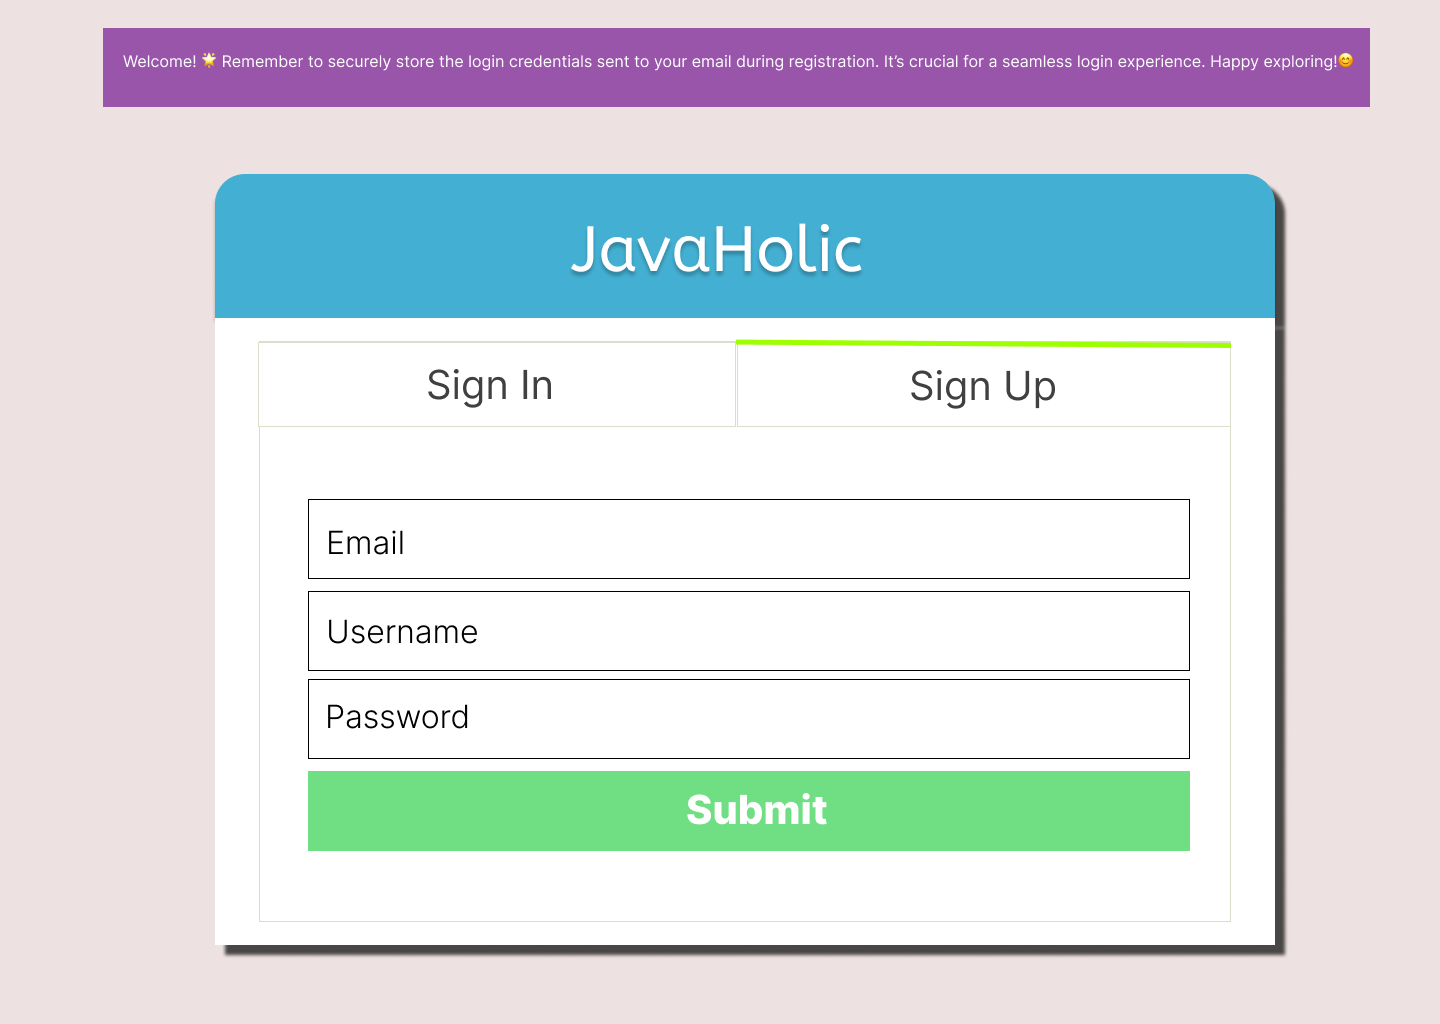 Welcome! 🌟 Remember to securely store the login credentials sent to your email during registration. It’s crucial for a seamless login experience. Happy exploring!😊
JavaHolic
Sign In
Sign Up
Email
Username
Password
Submit